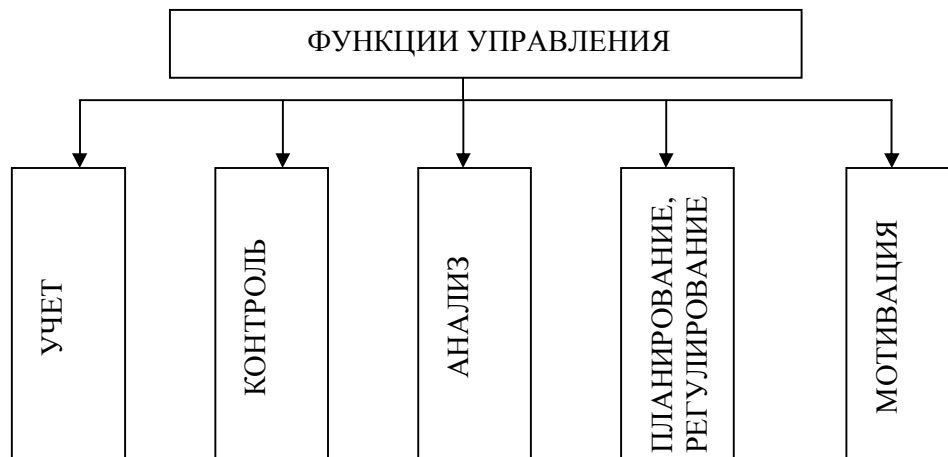 ФУНКЦИИ УПРАВЛЕНИЯ
УЧЕТ
КОНТРОЛЬ
АНАЛИЗ
ПЛАНИРОВАНИЕ,
РЕГУЛИРОВАНИЕ
МОТИВАЦИЯ